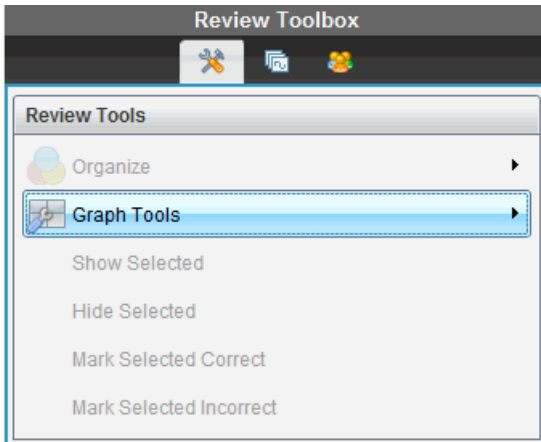 Review Toolbox
Review Tools
Organize
Graph Tools
Show Selected
Hide Selected
Mark Selected Correct
Mark Selected Incorrect